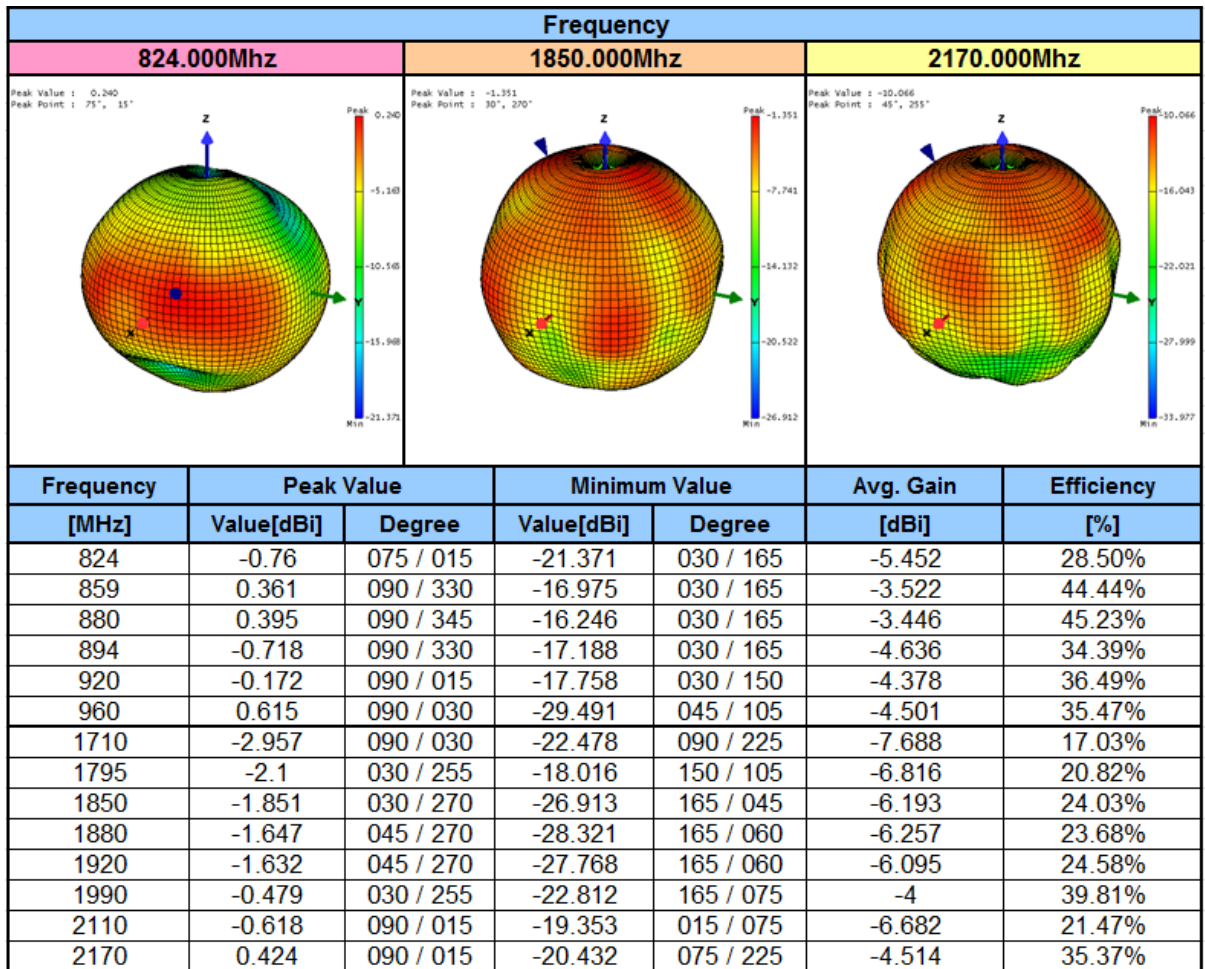 Frequency
824.000Mhz 1850.000Mhz 2170.000Mhz
Peak Value : 0.240 Peak Value : -1.351 Peak Value : -10.066
Peak Point : 75°, 15° Peak Point : 30°, 270° Peak Point : 45°, 255°
Peak 0.240 Peak -1.351 Peak -10.066
Z Z Z
-5.163 -7.741 -16.043
-10.565 -14.132 -22.021
Y Y Y
X X X
-15.968 -20.522 -27.999
-21.371 -26.912 -33.977
Min Min Min
Frequency Peak Value Minimum Value Avg. Gain Efficiency
[MHz] Value[dBi] Degree Value[dBi] Degree [dBi] [%]
824 -0.76 075 / 015 -21.371 030 / 165 -5.452 28.50%
859 0.361 090 / 330 -16.975 030 / 165 -3.522 44.44%
880 0.395 090 / 345 -16.246 030 / 165 -3.446 45.23%
894 -0.718 090 / 330 -17.188 030 / 165 -4.636 34.39%
920 -0.172 090 / 015 -17.758 030 / 150 -4.378 36.49%
960 0.615 090 / 030 -29.491 045 / 105 -4.501 35.47%
1710 -2.957 090 / 030 -22.478 090 / 225 -7.688 17.03%
1795 -2.1 030 / 255 -18.016 150 / 105 -6.816 20.82%
1850 -1.851 030 / 270 -26.913 165 / 045 -6.193 24.03%
1880 -1.647 045 / 270 -28.321 165 / 060 -6.257 23.68%
1920 -1.632 045 / 270 -27.768 165 / 060 -6.095 24.58%
1990 -0.479 030 / 255 -22.812 165 / 075 -4 39.81%
2110 -0.618 090 / 015 -19.353 015 / 075 -6.682 21.47%
2170 0.424 090 / 015 -20.432 075 / 225 -4.514 35.37%